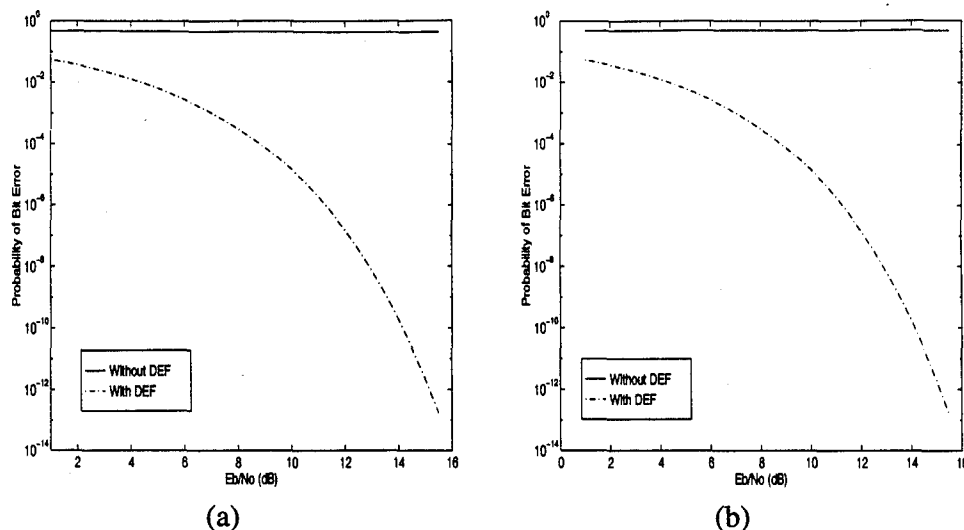 10^0
10^-2
10^-4
10^-6
10^-8
10^-10
10^-12
10^-14
Probability of Bit Error
Without DEF
With DEF
2 4 6 8 10 12 14 16
Eb/No (dB)
(a)
10^0
10^-2
10^-4
10^-6
10^-8
10^-10
10^-12
10^-14
Probability of Bit Error
Without DEF
With DEF
0 2 4 6 8 10 12 14 16
Eb/No (dB)
(b)